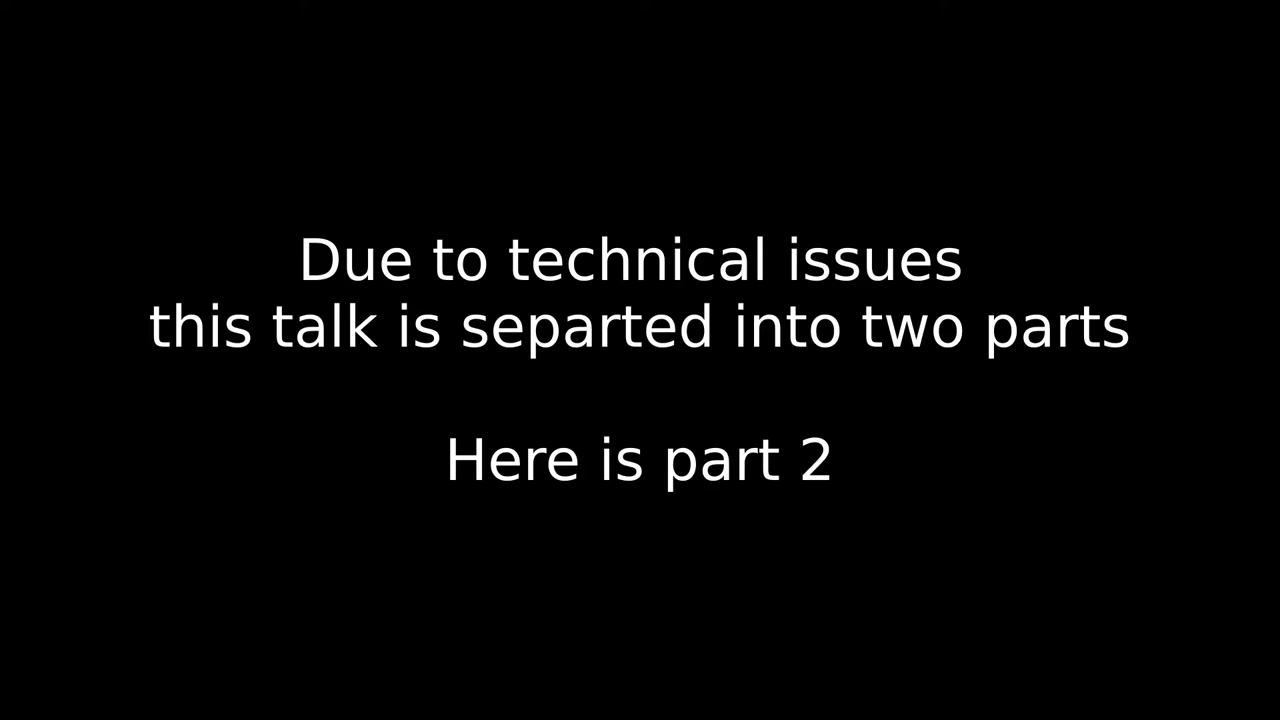 Due to technical issues
this talk is separted into two parts
Here is part 2